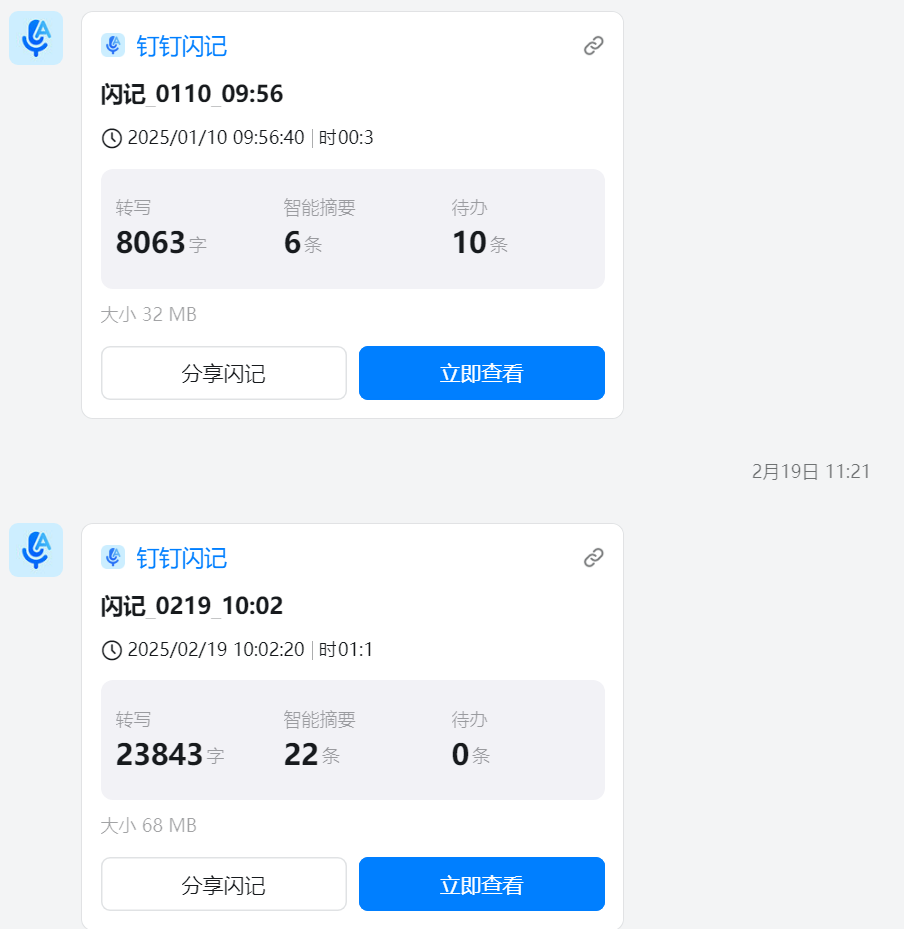 钉钉闪记
闪记_0110_09:56
2025/01/10 09:56:40 | 时00:3
转写 智能摘要 待办
8063字 6条 10条
大小 32 MB
分享闪记 立即查看
2月19日 11:21
钉钉闪记
闪记_0219_10:02
2025/02/19 10:02:20 | 时01:1
转写 智能摘要 待办
23843字 22条 0条
大小 68 MB
分享闪记 立即查看